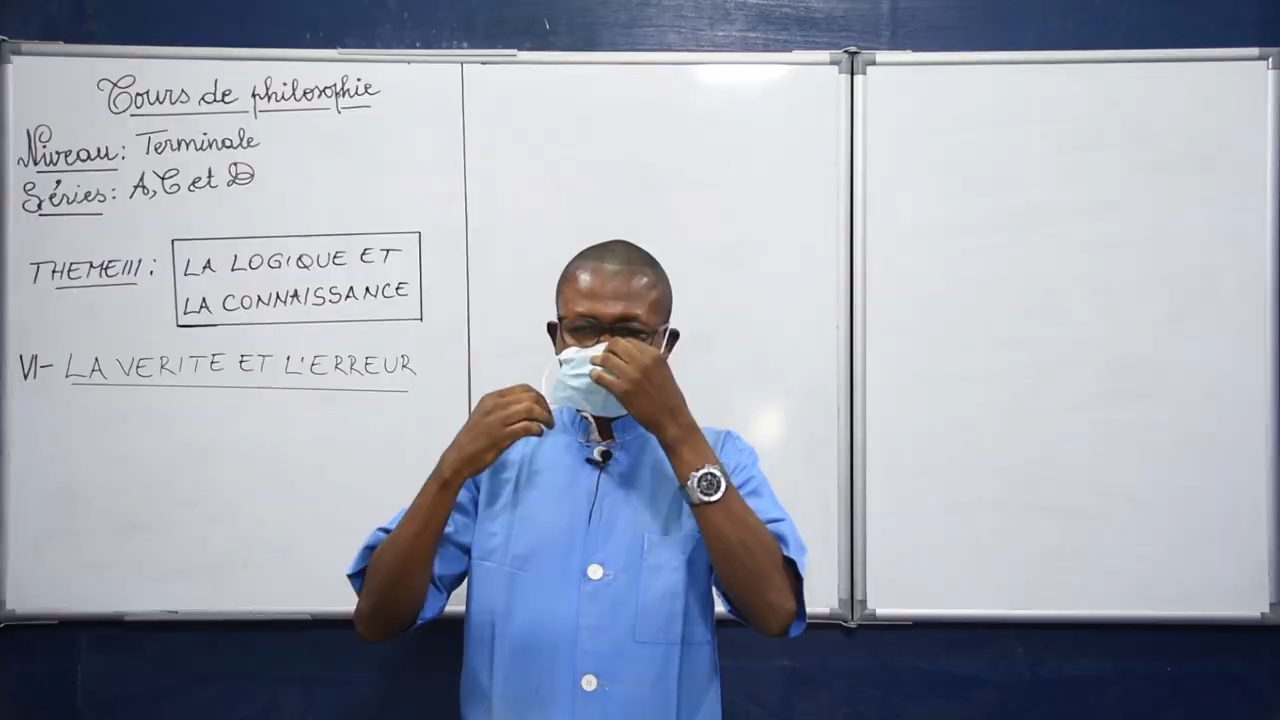 Cours de philosophie
Niveau : Terminale
Séries : A, C et D
THEME III :
LA LOGIQUE ET
LA CONNAISSANCE
VI- LA VERITE ET L'ERREUR